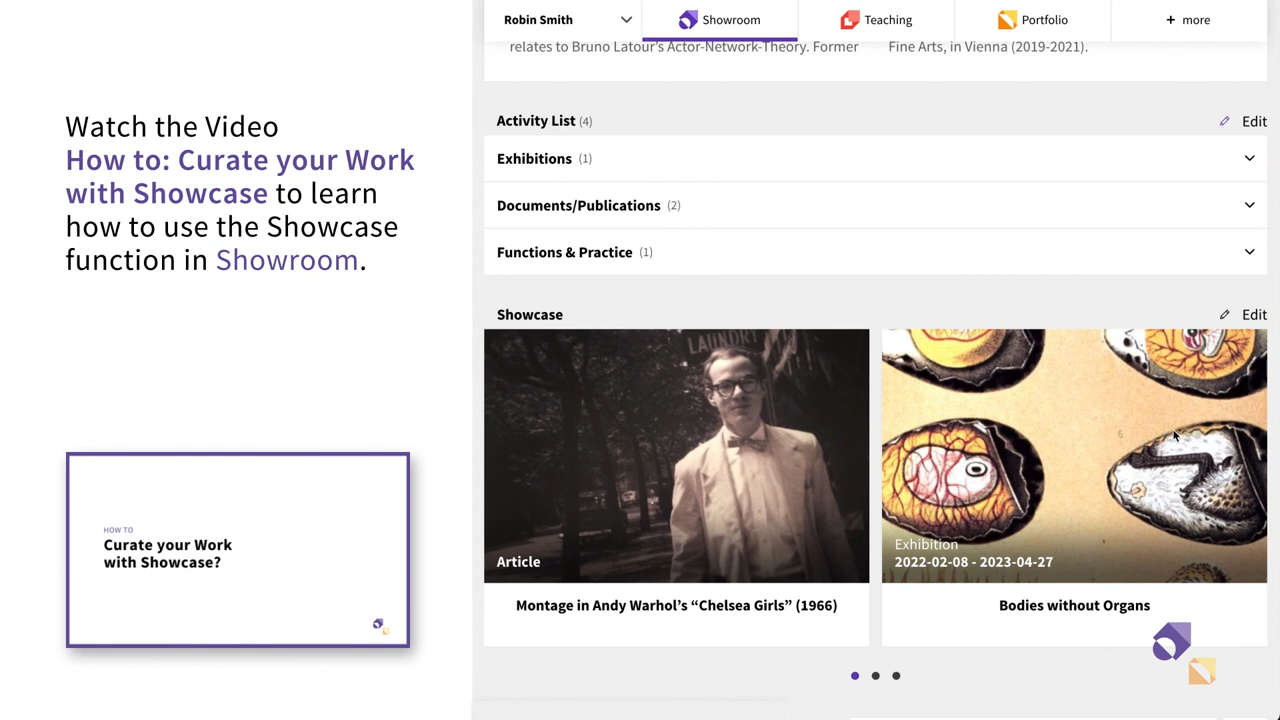 Watch the Video
How to: Curate your Work
with Showcase to learn
how to use the Showcase
function in Showroom.
HOW TO
Curate your Work
with Showcase?
Robin Smith
Showroom
Teaching
Portfolio
+ more
relates to Bruno Latour's Actor-Network-Theory. Former
Fine Arts, in Vienna (2019-2021).
Activity List (4)
Edit
Exhibitions (1)
Documents/Publications (2)
Functions & Practice (1)
Showcase
Edit
LAUNDRY
Article
Montage in Andy Warhol's “Chelsea Girls” (1966)
6
Exhibition
2022-02-08 - 2023-04-27
Bodies without Organs